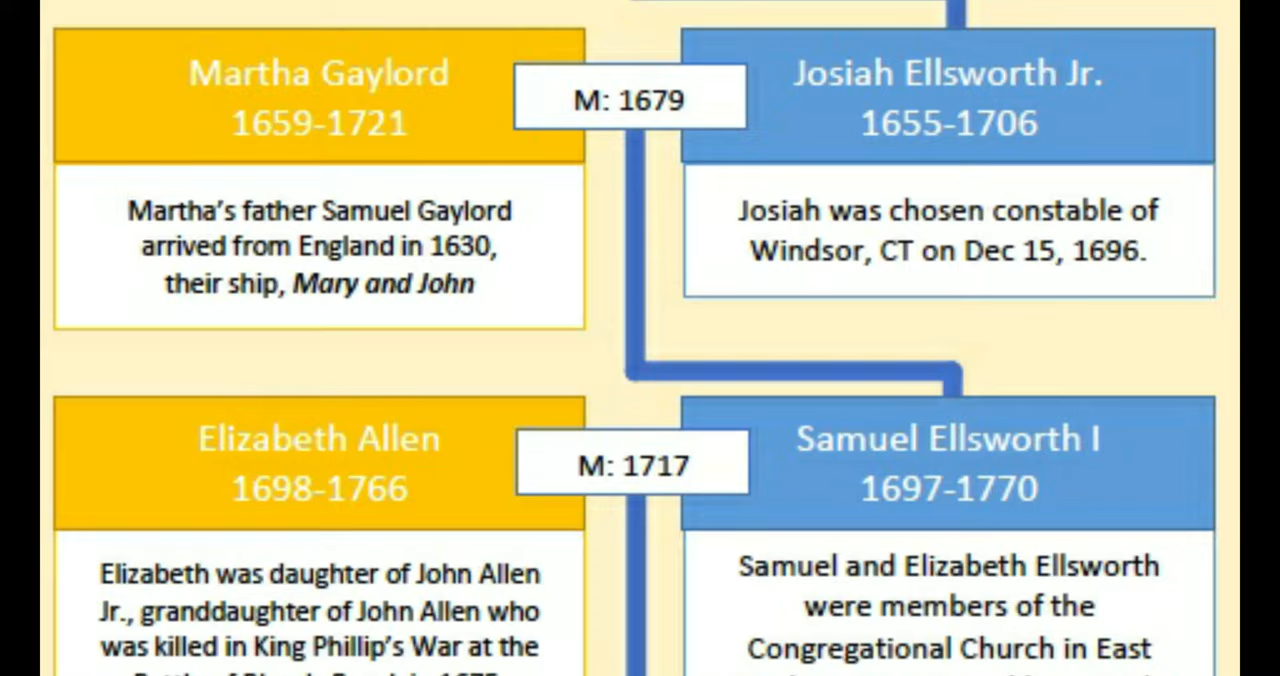 Martha Gaylord
1659-1721
M: 1679
Josiah Ellsworth Jr.
1655-1706
Martha's father Samuel Gaylord
arrived from England in 1630,
their ship, Mary and John
Josiah was chosen constable of
Windsor, CT on Dec 15, 1696.
Elizabeth Allen
1698-1766
M: 1717
Samuel Ellsworth I
1697-1770
Elizabeth was daughter of John Allen
Jr., granddaughter of John Allen who
was killed in King Phillip's War at the
Samuel and Elizabeth Ellsworth
were members of the
Congregational Church in East